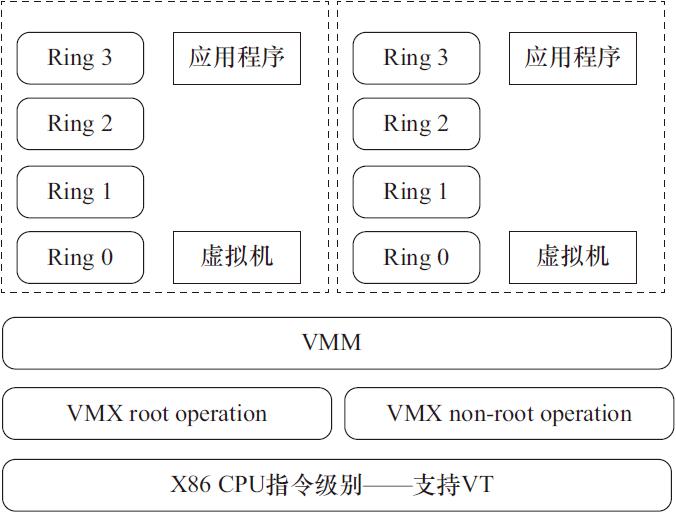 Ring 3 应用程序 Ring 3 应用程序
Ring 2 Ring 2
Ring 1 Ring 1
Ring 0 虚拟机 Ring 0 虚拟机
VMM
VMX root operation VMX non-root operation
X86 CPU指令级别——支持VT